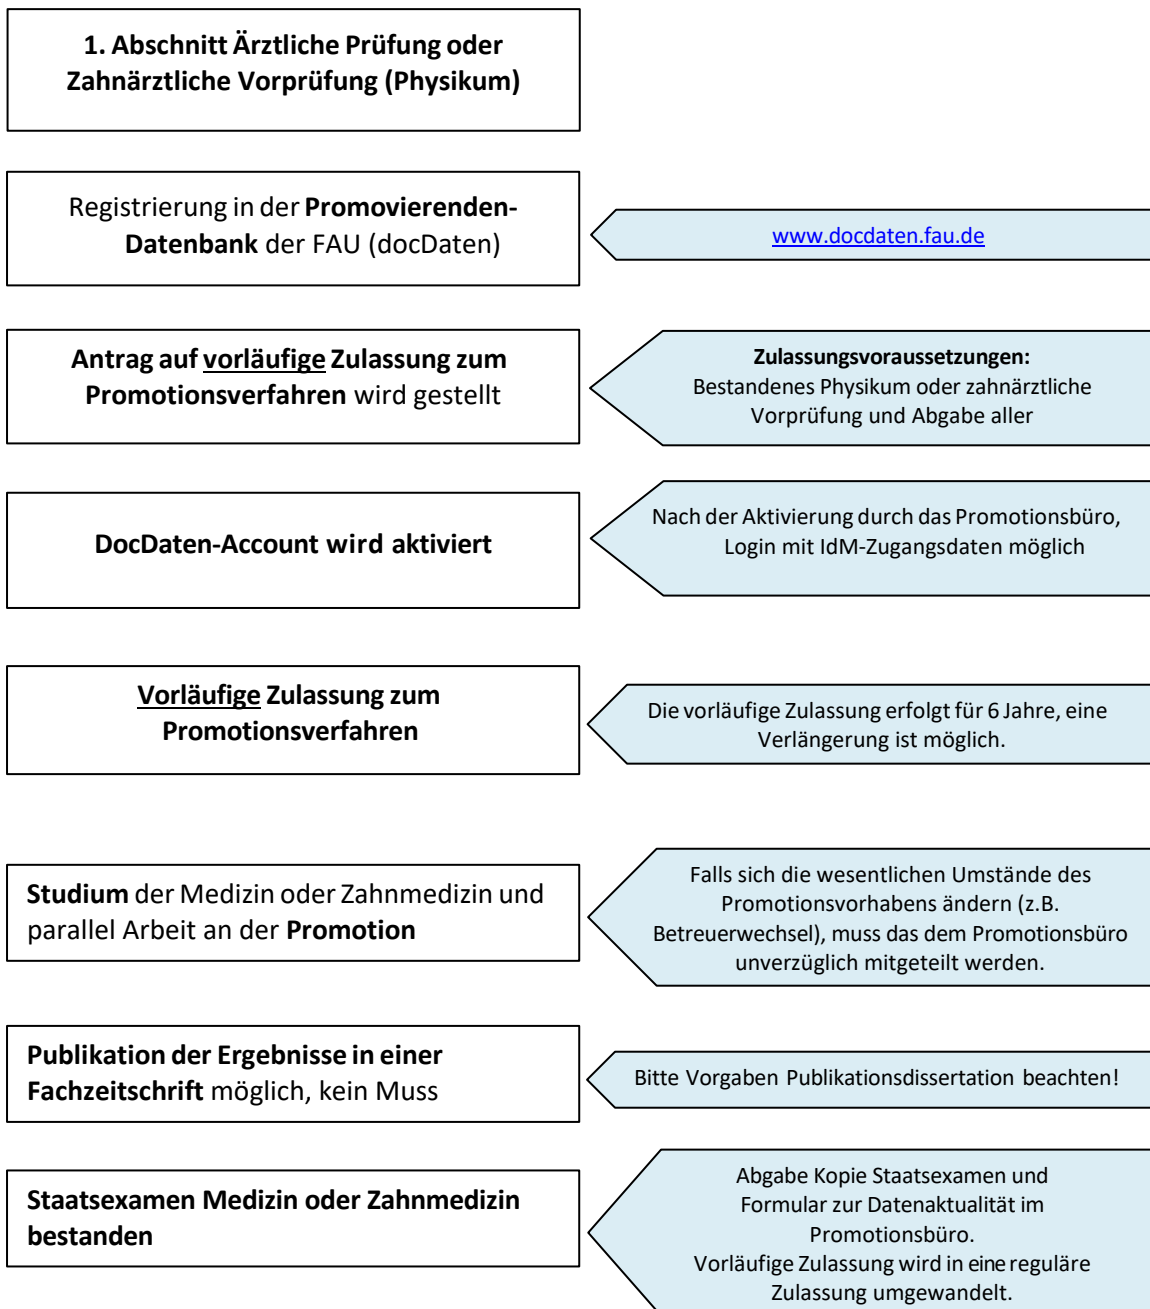 1. Abschnitt Ärztliche Prüfung oder
Zahnärztliche Vorprüfung (Physikum)
Registrierung in der Promovierenden-
Datenbank der FAU (docDaten)
www.docdaten.fau.de
Antrag auf vorläufige Zulassung zum
Promotionsverfahren wird gestellt
Zulassungsvoraussetzungen:
Bestandenes Physikum oder zahnärztliche
Vorprüfung und Abgabe aller
DocDaten-Account wird aktiviert
Nach der Aktivierung durch das Promotionsbüro,
Login mit IdM-Zugangsdaten möglich
Vorläufige Zulassung zum
Promotionsverfahren
Die vorläufige Zulassung erfolgt für 6 Jahre, eine
Verlängerung ist möglich.
Studium der Medizin oder Zahnmedizin und
parallel Arbeit an der Promotion
Falls sich die wesentlichen Umstände des
Promotionsvorhabens ändern (z.B.
Betreuerwechsel), muss das dem Promotionsbüro
unverzüglich mitgeteilt werden.
Publikation der Ergebnisse in einer
Fachzeitschrift möglich, kein Muss
Bitte Vorgaben Publikationsdissertation beachten!
Staatsexamen Medizin oder Zahnmedizin
bestanden
Abgabe Kopie Staatsexamen und
Formular zur Datenaktualität im
Promotionsbüro.
Vorläufige Zulassung wird in eine reguläre
Zulassung umgewandelt.